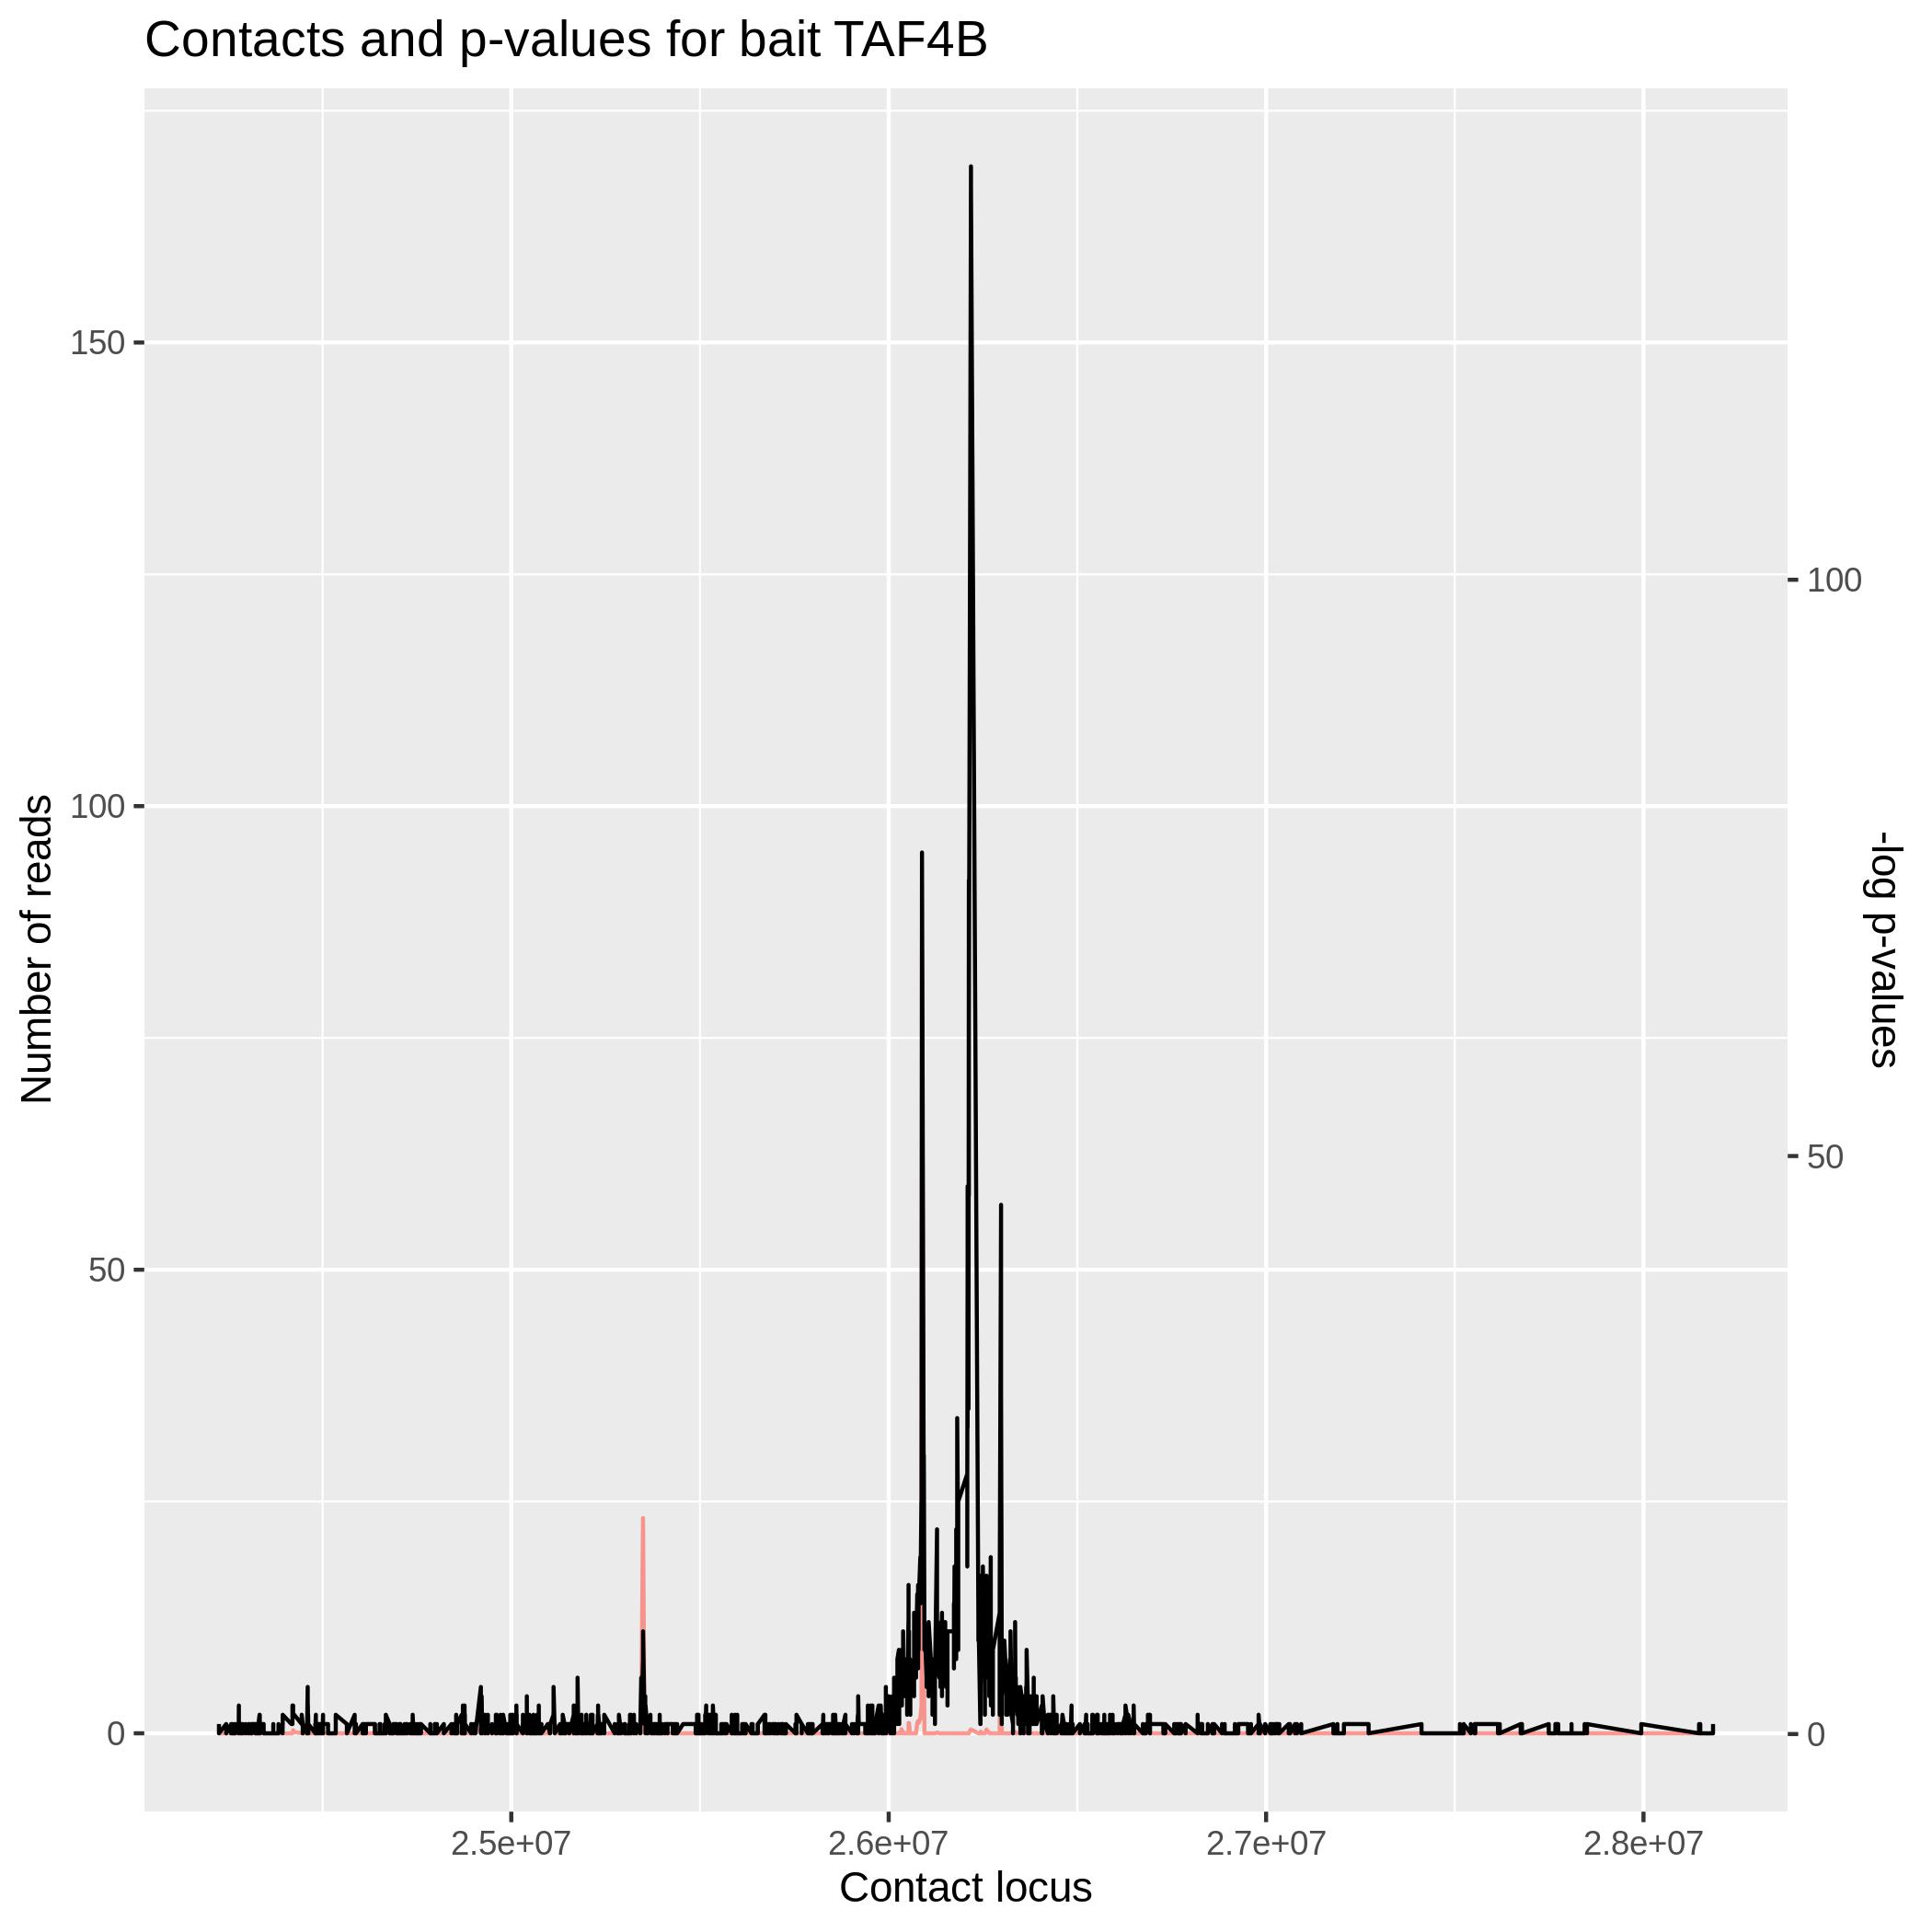 Contacts and p-values for bait TAF4B
Number of reads
150
100
50
0
100
50
0
-log p-values
2.5e+07
2.6e+07
2.7e+07
2.8e+07
Contact locus